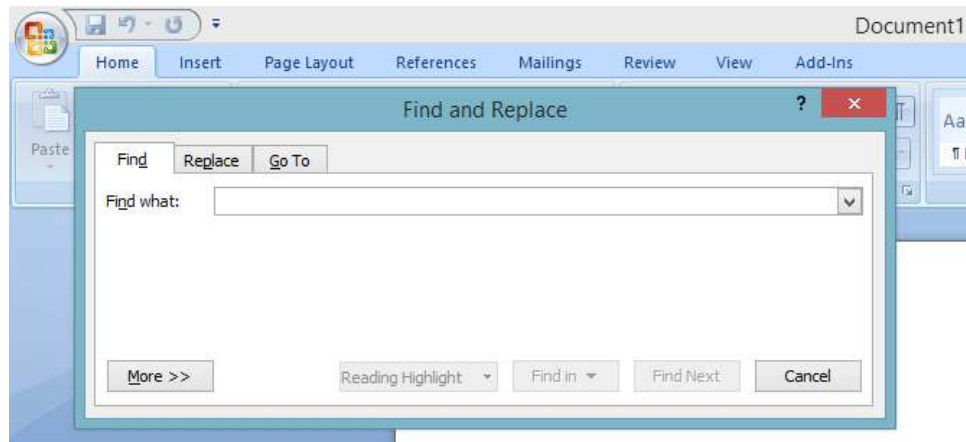 Document1
Home Insert Page Layout References Mailings Review View Add-Ins
Find and Replace ? ×
Paste
Aa
¶
Find Replace Go To
Find what:
More >> Reading Highlight Find in Find Next Cancel